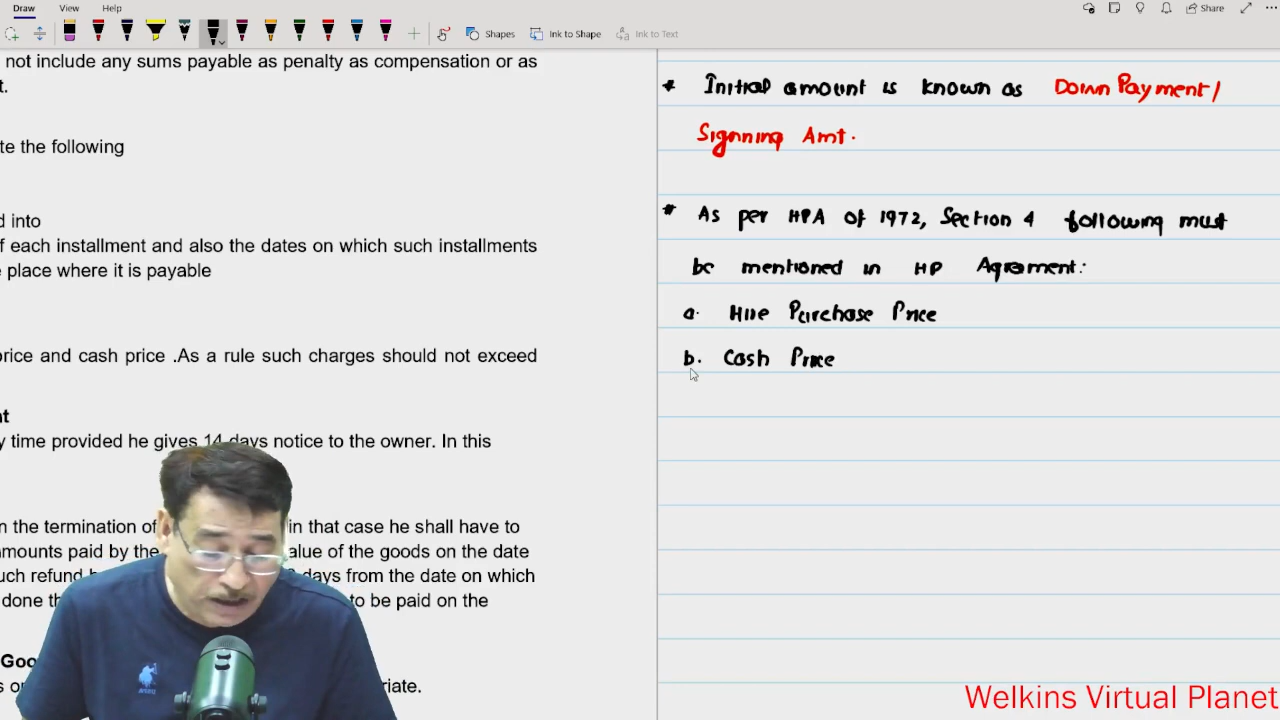 Draw View Help
Share
Shapes Ink to Shape Ink to Text
not include any sums payable as penalty as compensation or as
t.
te the following
d into
f each installment and also the dates on which such installments
e place where it is payable
price and cash price .As a rule such charges should not exceed
nt
y time provided he gives 14 days notice to the owner. In this
n the termination of in that case he shall have to
amounts paid by the alue of the goods on the date
uch refund days from the date on which
done th to be paid on the
Goo
s o riate.
* Initial amount is known as Down Payment/
Signning Amt.
* As per HPA of 1972, Section 4 following must
be mentioned in HP Agrement:
a. Hire Purchase Price
b. Cash Price
Welkins Virtual Planet